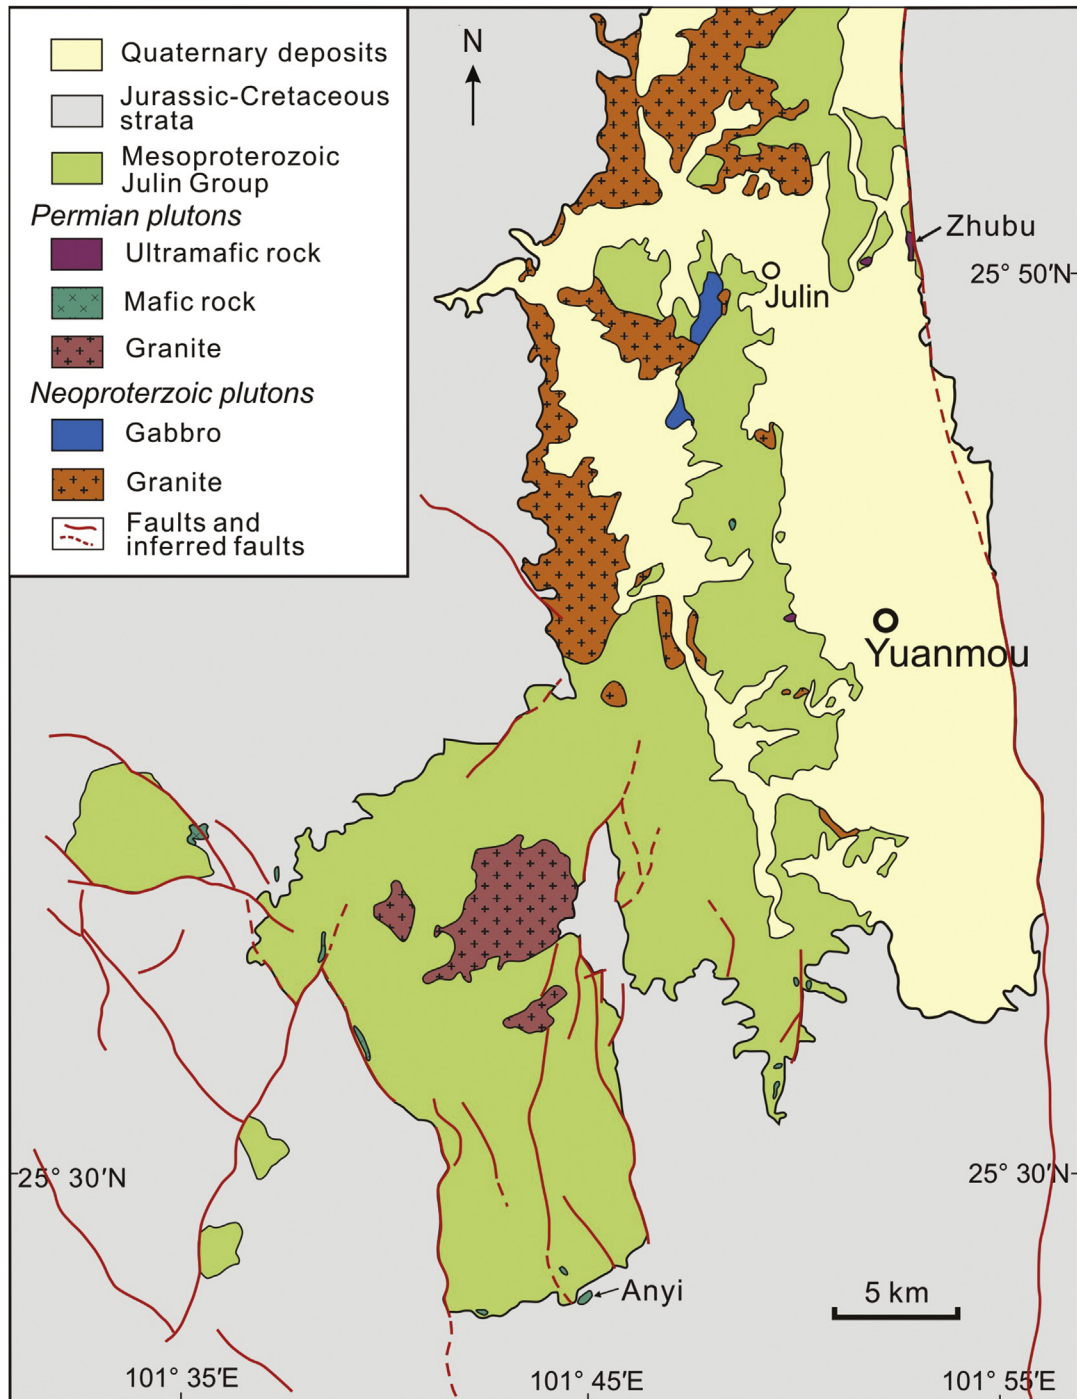 Quaternary deposits
Jurassic-Cretaceous
strata
Mesoproterozoic
Julin Group
Permian plutons
Ultramafic rock
Mafic rock
Granite
Neoproterzoic plutons
Gabbro
Granite
Faults and
inferred faults
N
Zhubu
25° 50′N
Julin
Yuanmou
25° 30′N
25° 30′N
Anyi
5 km
101° 35′E
101° 45′E
101° 55′E